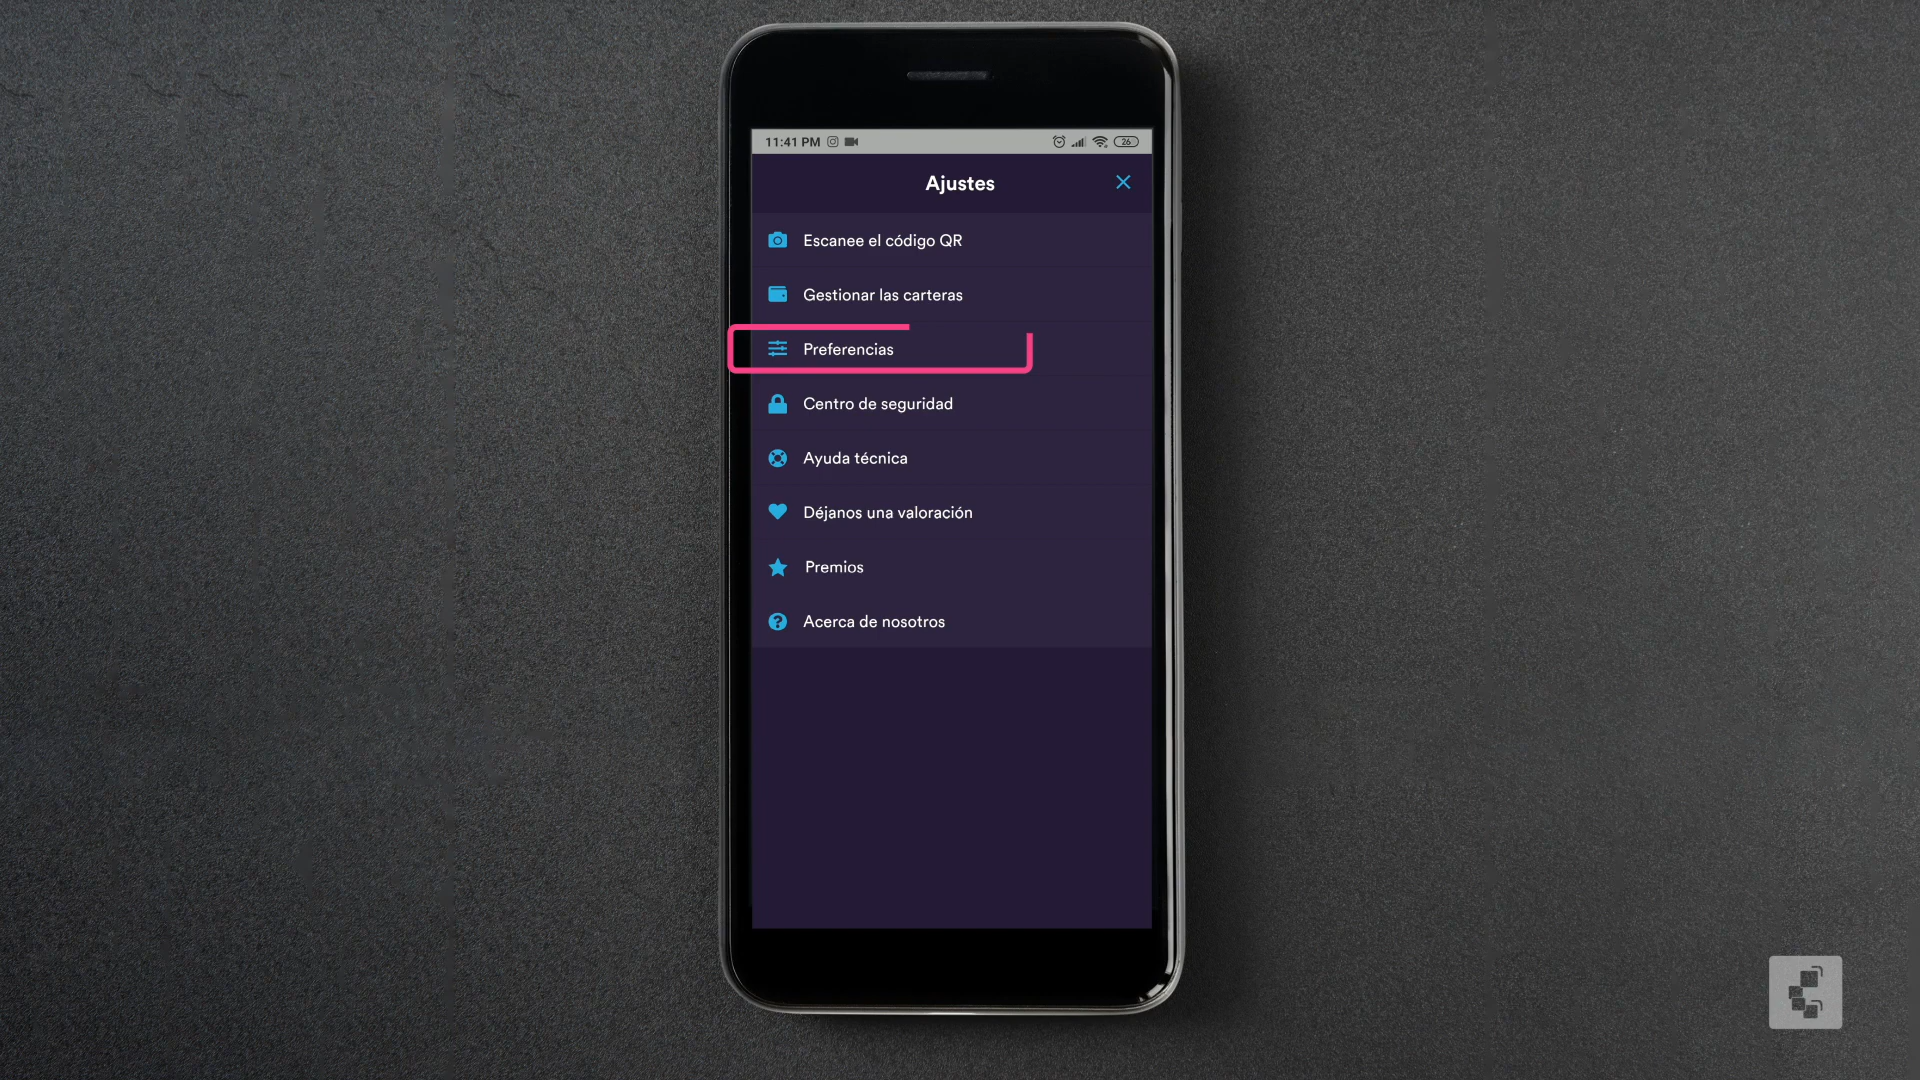 11:41 PM
26
Ajustes
Escanee el código QR
Gestionar las carteras
Preferencias
Centro de seguridad
Ayuda técnica
Déjanos una valoración
Premios
Acerca de nosotros